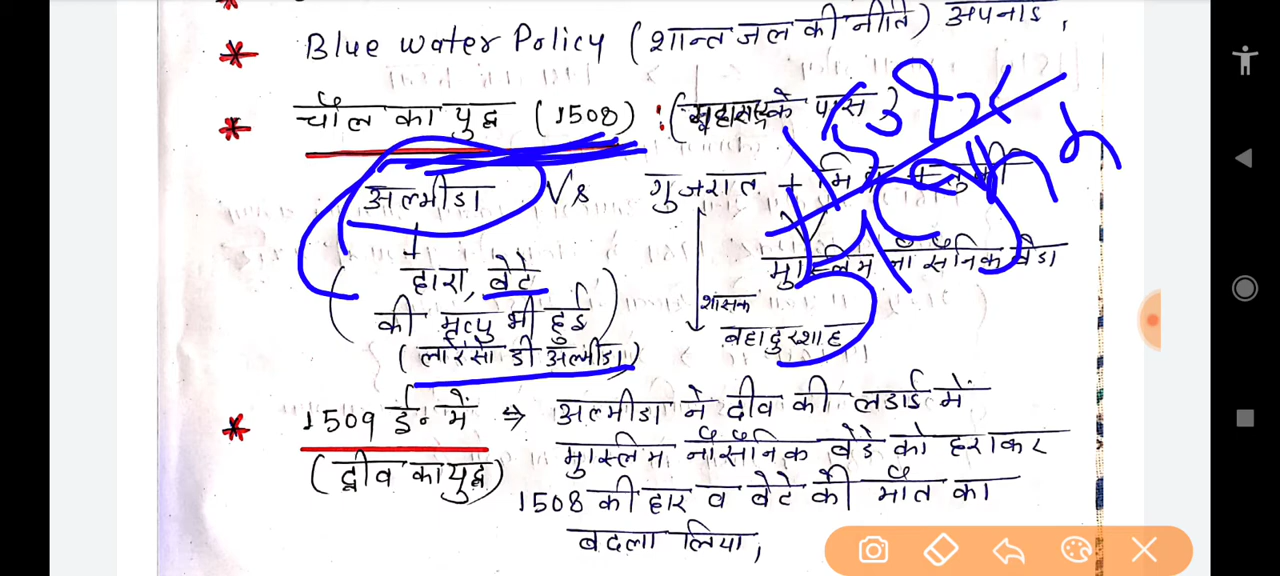 * Blue water Policy (शान्त जल की नीति) अपनाई,
* चौल का युद्ध (1508) : ( के पास)
अल्मीडा Vs गुजरात +
हारा, बेटे
की मृत्यु भी हुई
(लारेंसो डी अल्मीडा)
मुस्लिम नौसैनिक बेडा
शासक
बहादुरशाह
* 1509 ई॰ में ⇒ अल्मीडा ने दीव की लडाई में
(द्वीव का युद्ध) मुस्लिम नौसैनिक बेडे को हराकर
1508 की हार व बेटे की मौत का
बदला लिया,